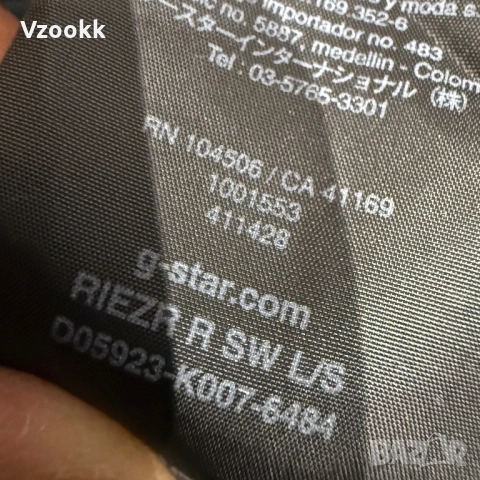 Vzookk
y moda s.
169.352-6
importador no. 483
no. 5887, medellin - Colom
ースターインターナショナル (株)
Tel : 03-5765-3301
RN 104506 / CA 41169
1001553
411428
g-star.com
RIEZR R SW L/S
D05923-K007-6484
BAZAR